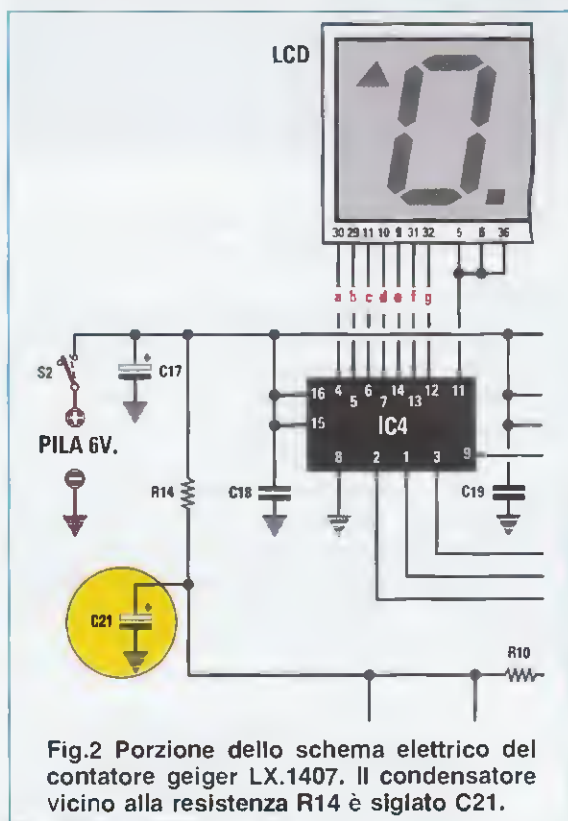 LCD
30 29 11 10 9 31 32 5 6 36
a b c d e f g
S2
C17
16 4 5 6 7 14 13 12 11
15 IC4
PILA 6V.
8 2 1 3 9
R14
C18
C19
C21
R10
Fig.2 Porzione dello schema elettrico del
contatore geiger LX.1407. Il condensatore
vicino alla resistenza R14 è siglato C21.